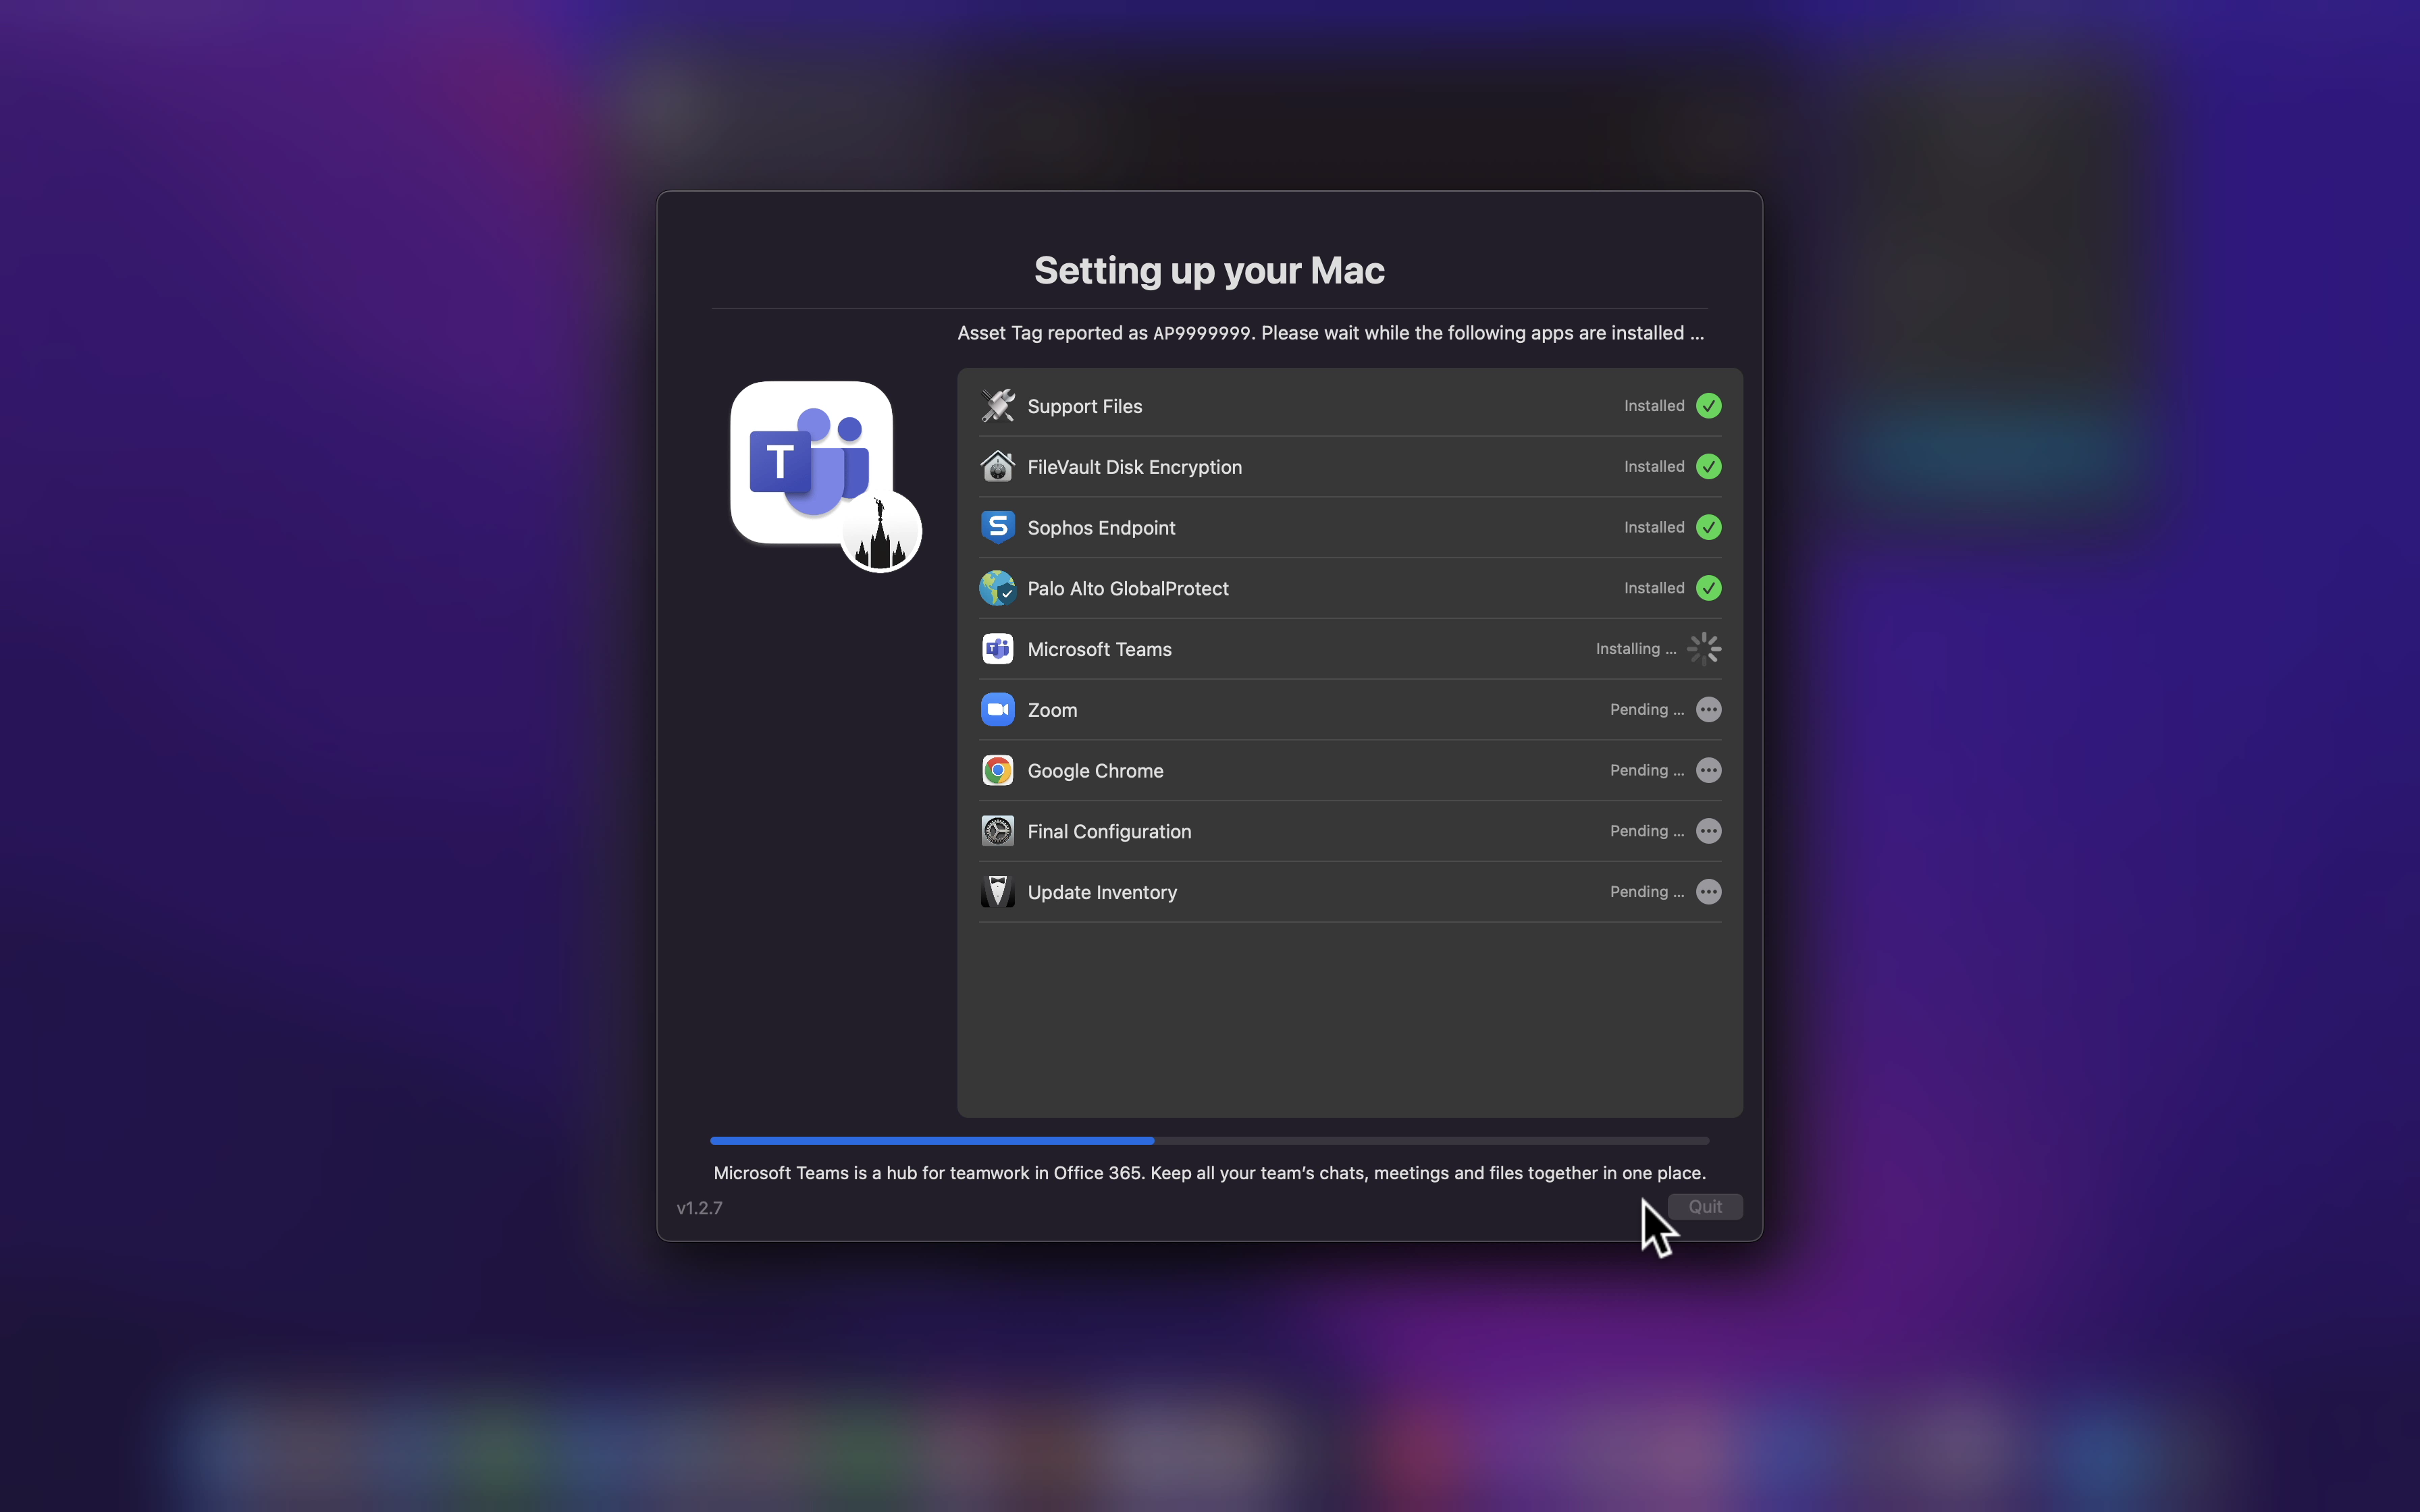 Setting up your Mac
Asset Tag reported as AP9999999. Please wait while the following apps are installed ...
T
Support Files Installed
FileVault Disk Encryption Installed
S Sophos Endpoint Installed
Palo Alto GlobalProtect Installed
T Microsoft Teams Installing ...
Zoom Pending ...
Google Chrome Pending ...
Final Configuration Pending ...
Update Inventory Pending ...
Microsoft Teams is a hub for teamwork in Office 365. Keep all your team's chats, meetings and files together in one place.
v1.2.7 Quit